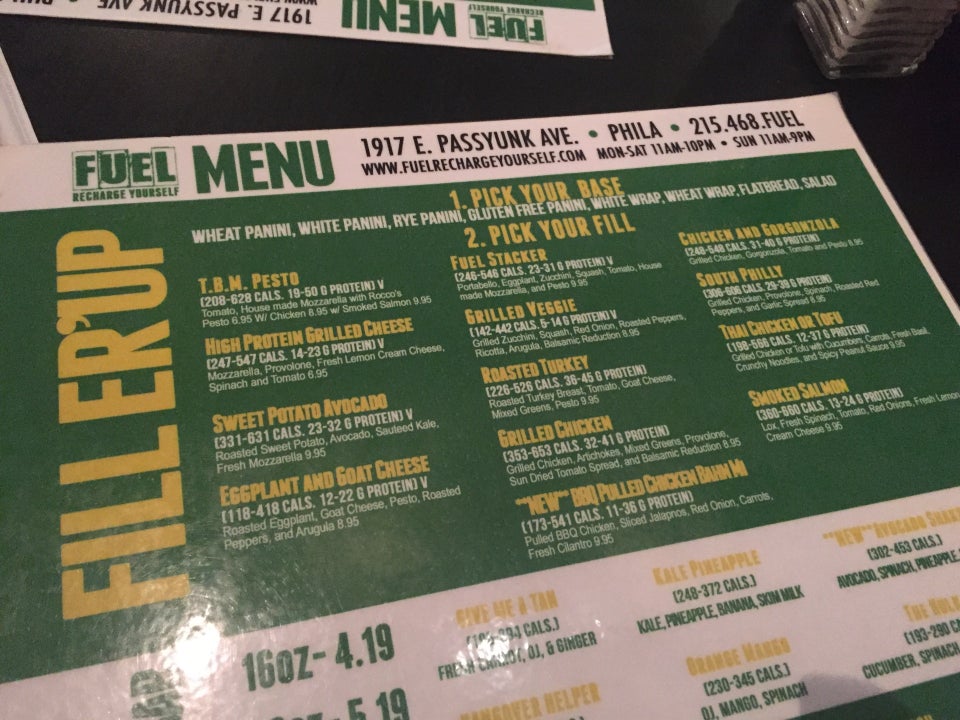 1917 E. PASSYUNK AVE.
MENU
FUEL
RECHARGE YOURSELF
FUEL
RECHARGE YOURSELF
MENU
1917 E. PASSYUNK AVE. • PHILA • 215.468.FUEL
WWW.FUELRECHARGEYOURSELF.COM MON-SAT 11AM-10PM • SUN 11AM-9PM
1. PICK YOUR BASE
WHEAT PANINI, WHITE PANINI, RYE PANINI, GLUTEN FREE PANINI, WHITE WRAP, WHEAT WRAP, FLATBREAD, SALAD
2. PICK YOUR FILL
FILL ER'UP
T.B.M. PESTO
(208-628 CALS. 19-50 G PROTEIN) V
Tomato, House made Mozzarella with Rocco's
Pesto 6.95 W/ Chicken 8.95 w/ Smoked Salmon 9.95
HIGH PROTEIN GRILLED CHEESE
(247-547 CALS. 14-23 G PROTEIN) V
Mozzarella, Provolone, Fresh Lemon Cream Cheese,
Spinach and Tomato 6.95
SWEET POTATO AVOCADO
(331-631 CALS. 23-32 G PROTEIN) V
Roasted Sweet Potato, Avocado, Sauteed Kale,
Fresh Mozzarella 9.95
EGGPLANT AND GOAT CHEESE
(118-418 CALS. 12-22 G PROTEIN) V
Roasted Eggplant, Goat Cheese, Pesto, Roasted
Peppers, and Arugula 8.95
FUEL STACKER
(246-546 CALS. 23-31 G PROTEIN) V
Portabello, Eggplant, Zucchini, Squash, Tomato, House
made Mozzarella, and Pesto 9.95
GRILLED VEGGIE
(142-442 CALS. 5-14 G PROTEIN) V
Grilled Zucchini, Squash, Red Onion, Roasted Peppers,
Ricotta, Arugula, Balsamic Reduction 8.95
ROASTED TURKEY
(226-526 CALS. 36-45 G PROTEIN)
Roasted Turkey Breast, Tomato, Goat Cheese,
Mixed Greens, Pesto 9.95
GRILLED CHICKEN
(353-653 CALS. 32-41 G PROTEIN)
Grilled Chicken, Artichokes, Mixed Greens, Provolone,
Sun Dried Tomato Spread, and Balsamic Reduction 8.95
**NEW** BBQ PULLED CHICKEN BAHN MI
(173-541 CALS. 11-36 G PROTEIN)
Pulled BBQ Chicken, Sliced Jalapnos, Red Onion, Carrots,
Fresh Cilantro 9.95
CHICKEN AND GORGONZOLA
(248-548 CALS. 31-40 G PROTEIN)
Grilled Chicken, Gorgonzola, Tomato and Pesto 8.95
SOUTH PHILLY
(306-606 CALS. 29-39 G PROTEIN)
Grilled Chicken, Provolone, Spinach, Roasted Red
Peppers, and Garlic Spread 8.95
THAI CHICKEN OR TOFU
(198-566 CALS. 12-37 G PROTEIN)
Grilled Chicken or Tofu with Cucumbers, Carrots, Fresh Basil,
Crunchy Noodles, and Spicy Peanut Sauce 9.95
SMOKED SALMON
(360-660 CALS. 13-24 G PROTEIN)
Lox, Fresh Spinach, Tomato, Red Onions, Fresh Lemon
Cream Cheese 9.95
16OZ- 4.19
5.19
GIVE ME A TAN
CALS.)
FRESH CARROT, OJ, & GINGER
HANGOVER HELPER
KALE PINEAPPLE
(248-372 CALS.)
KALE, PINEAPPLE, BANANA, SKIM MILK
ORANGE MANGO
(230-345 CALS.)
OJ, MANGO, SPINACH
**NEW** AVOCADO
(302-453 CALS.)
AVOCADO, SPINACH, PINEAPPLE,
THE HULK
(193-290
CUCUMBER, SPINACH